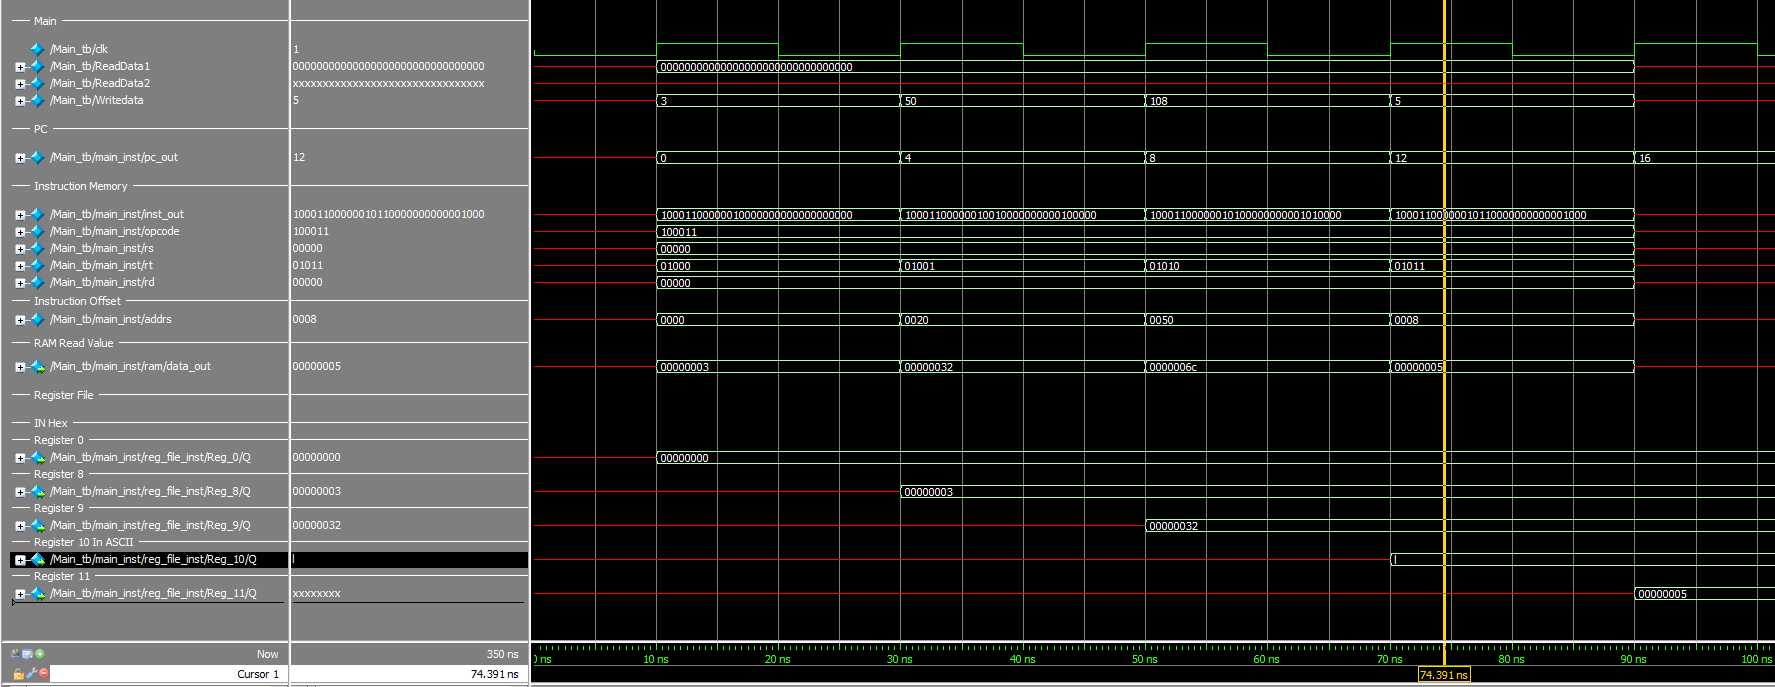 Main
/Main_tb/clk 1
/Main_tb/ReadData1 00000000000000000000000000000000 00000000000000000000000000000000
/Main_tb/ReadData2 xxxxxxxxxxxxxxxxxxxxxxxxxxxxxxxx
/Main_tb/Writedata 5 3 50 108 5
PC
/Main_tb/main_inst/pc_out 12 0 4 8 12 16
Instruction Memory
/Main_tb/main_inst/inst_out 10001100000010110000000000001000 10001100000010000000000000000000 10001100000010010000000000100000 10001100000010100000000001010000 10001100000010110000000000001000
/Main_tb/main_inst/opcode 100011 100011
/Main_tb/main_inst/rs 00000 00000
/Main_tb/main_inst/rt 01011 01000 01001 01010 01011
/Main_tb/main_inst/rd 00000 00000
Instruction Offset
/Main_tb/main_inst/addrs 0008 0000 0020 0050 0008
RAM Read Value
/Main_tb/main_inst/ram/data_out 00000005 00000003 00000032 0000006c 00000005
Register File
IN Hex
Register 0
/Main_tb/main_inst/reg_file_inst/Reg_0/Q 00000000 00000000
Register 8
/Main_tb/main_inst/reg_file_inst/Reg_8/Q 00000003 00000003
Register 9
/Main_tb/main_inst/reg_file_inst/Reg_9/Q 00000032 00000032
Register 10 In ASCII
/Main_tb/main_inst/reg_file_inst/Reg_10/Q l l
Register 11
/Main_tb/main_inst/reg_file_inst/Reg_11/Q xxxxxxxx 00000005
Now 350 ns
ns 10 ns 20 ns 30 ns 40 ns 50 ns 60 ns 70 ns 80 ns 90 ns 100 ns
Cursor 1 74.391 ns 74.391 ns